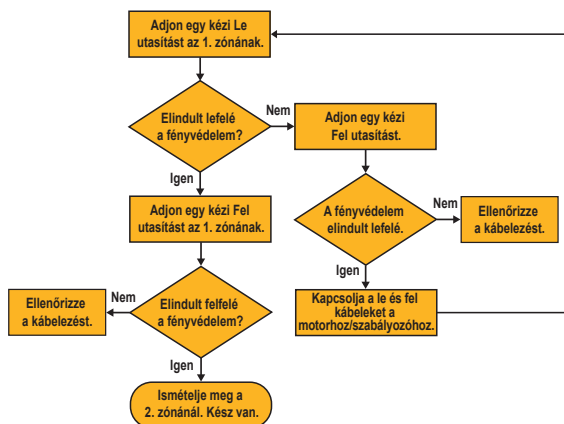 Adjon egy kézi Le
utasítást az 1. zónának.
Elindult lefelé
a fényvédelem?
Nem
Adjon egy kézi
Fel utasítást.
Igen
Adjon egy kézi Fel
utasítást az 1. zónának.
A fényvédelem
elindult lefelé.
Nem
Ellenőrizze
a kábelezést.
Igen
Kapcsolja a le és fel
kábeleket a
motorhoz/szabályozóhoz.
Elindult felfelé
a fényvédelem?
Nem
Ellenőrizze
a kábelezést.
Igen
Ismételje meg a
2. zónánál. Kész van.